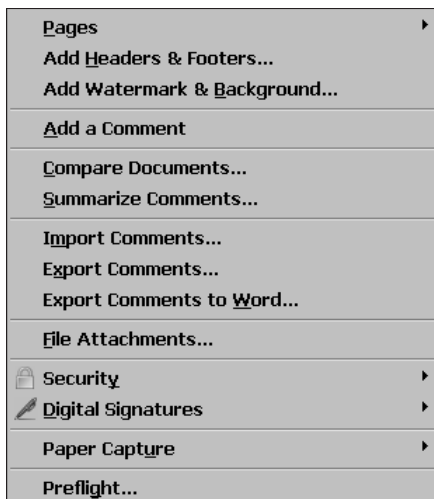 Pages
Add Headers & Footers...
Add Watermark & Background...
Add a Comment
Compare Documents...
Summarize Comments...
Import Comments...
Export Comments...
Export Comments to Word...
File Attachments...
Security
Digital Signatures
Paper Capture
Preflight...